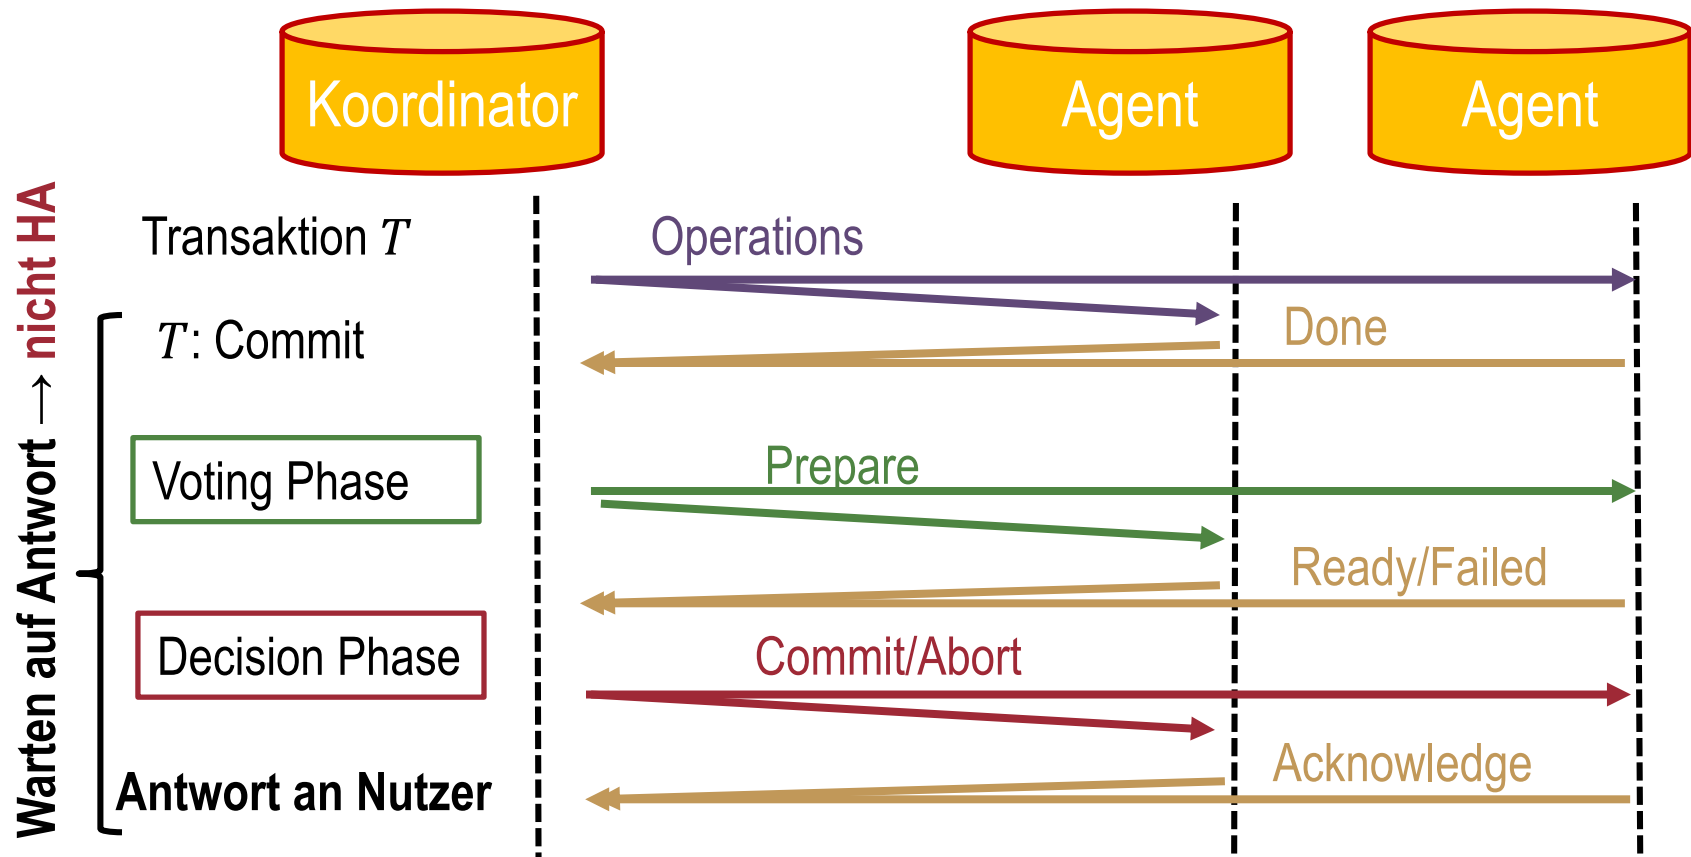 Koordinator
Agent
Agent
Warten auf Antwort → nicht HA
Transaktion T
Operations
T: Commit
Done
Voting Phase
Prepare
Ready/Failed
Decision Phase
Commit/Abort
Acknowledge
Antwort an Nutzer